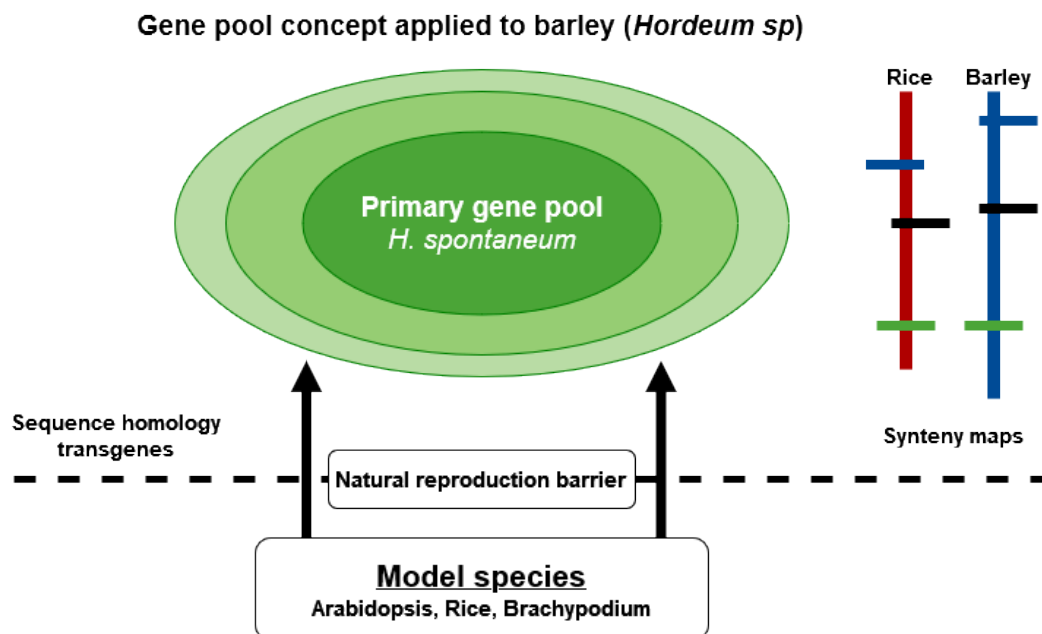 Gene pool concept applied to barley (Hordeum sp)
Rice
Barley
Primary gene pool
H. spontaneum
Sequence homology
transgenes
Synteny maps
Natural reproduction barrier
Model species
Arabidopsis, Rice, Brachypodium